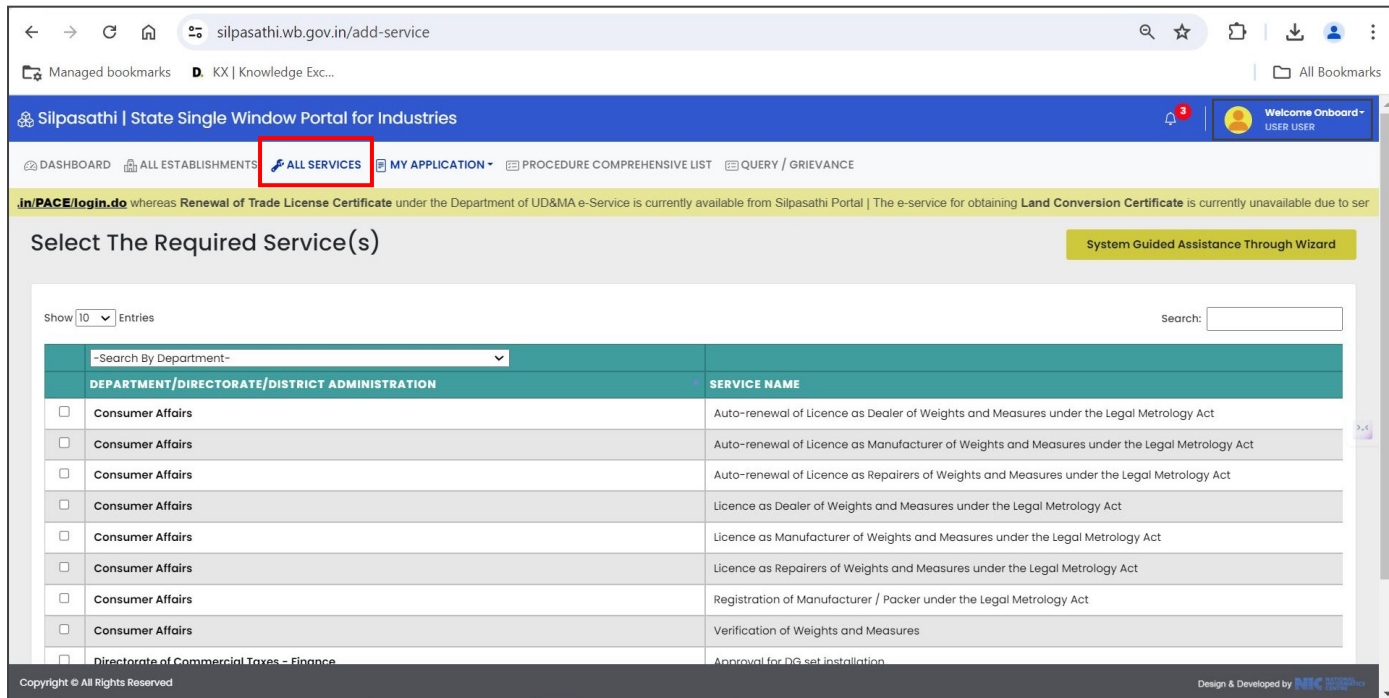 silpasathi.wb.gov.in/add-service
Managed bookmarks D. KX | Knowledge Exc... All Bookmarks
Silpasathi | State Single Window Portal for Industries 3 Welcome Onboard
USER USER
DASHBOARD ALL ESTABLISHMENTS ALL SERVICES MY APPLICATION PROCEDURE COMPREHENSIVE LIST QUERY / GRIEVANCE
.in/PACE/login.do whereas Renewal of Trade License Certificate under the Department of UD&MA e-Service is currently available from Silpasathi Portal | The e-service for obtaining Land Conversion Certificate is currently unavailable due to ser
Select The Required Service(s) System Guided Assistance Through Wizard
Show 10 Entries Search:
-Search By Department-
DEPARTMENT/DIRECTORATE/DISTRICT ADMINISTRATION SERVICE NAME
Consumer Affairs Auto-renewal of Licence as Dealer of Weights and Measures under the Legal Metrology Act
Consumer Affairs Auto-renewal of Licence as Manufacturer of Weights and Measures under the Legal Metrology Act
Consumer Affairs Auto-renewal of Licence as Repairers of Weights and Measures under the Legal Metrology Act
Consumer Affairs Licence as Dealer of Weights and Measures under the Legal Metrology Act
Consumer Affairs Licence as Manufacturer of Weights and Measures under the Legal Metrology Act
Consumer Affairs Licence as Repairers of Weights and Measures under the Legal Metrology Act
Consumer Affairs Registration of Manufacturer / Packer under the Legal Metrology Act
Consumer Affairs Verification of Weights and Measures
Directorate of Commercial Taxes - Finance Approval for DG set installation
Copyright © All Rights Reserved Design & Developed by NIC